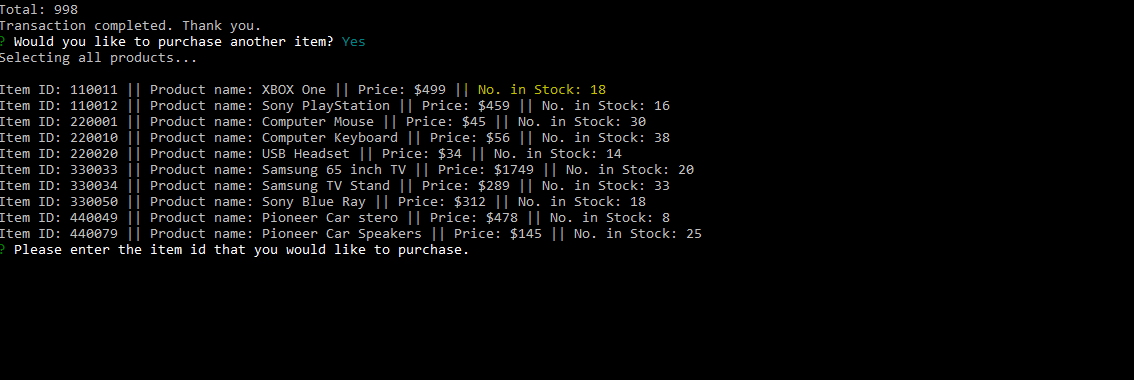 Total: 998
Transaction completed. Thank you.
? Would you like to purchase another item? Yes
Selecting all products...
Item ID: 110011 || Product name: XBOX One || Price: $499 || No. in Stock: 18
Item ID: 110012 || Product name: Sony PlayStation || Price: $459 || No. in Stock: 16
Item ID: 220001 || Product name: Computer Mouse || Price: $45 || No. in Stock: 30
Item ID: 220010 || Product name: Computer Keyboard || Price: $56 || No. in Stock: 38
Item ID: 220020 || Product name: USB Headset || Price: $34 || No. in Stock: 14
Item ID: 330033 || Product name: Samsung 65 inch TV || Price: $1749 || No. in Stock: 20
Item ID: 330034 || Product name: Samsung TV Stand || Price: $289 || No. in Stock: 33
Item ID: 330050 || Product name: Sony Blue Ray || Price: $312 || No. in Stock: 18
Item ID: 440049 || Product name: Pioneer Car stero || Price: $478 || No. in Stock: 8
Item ID: 440079 || Product name: Pioneer Car Speakers || Price: $145 || No. in Stock: 25
? Please enter the item id that you would like to purchase.